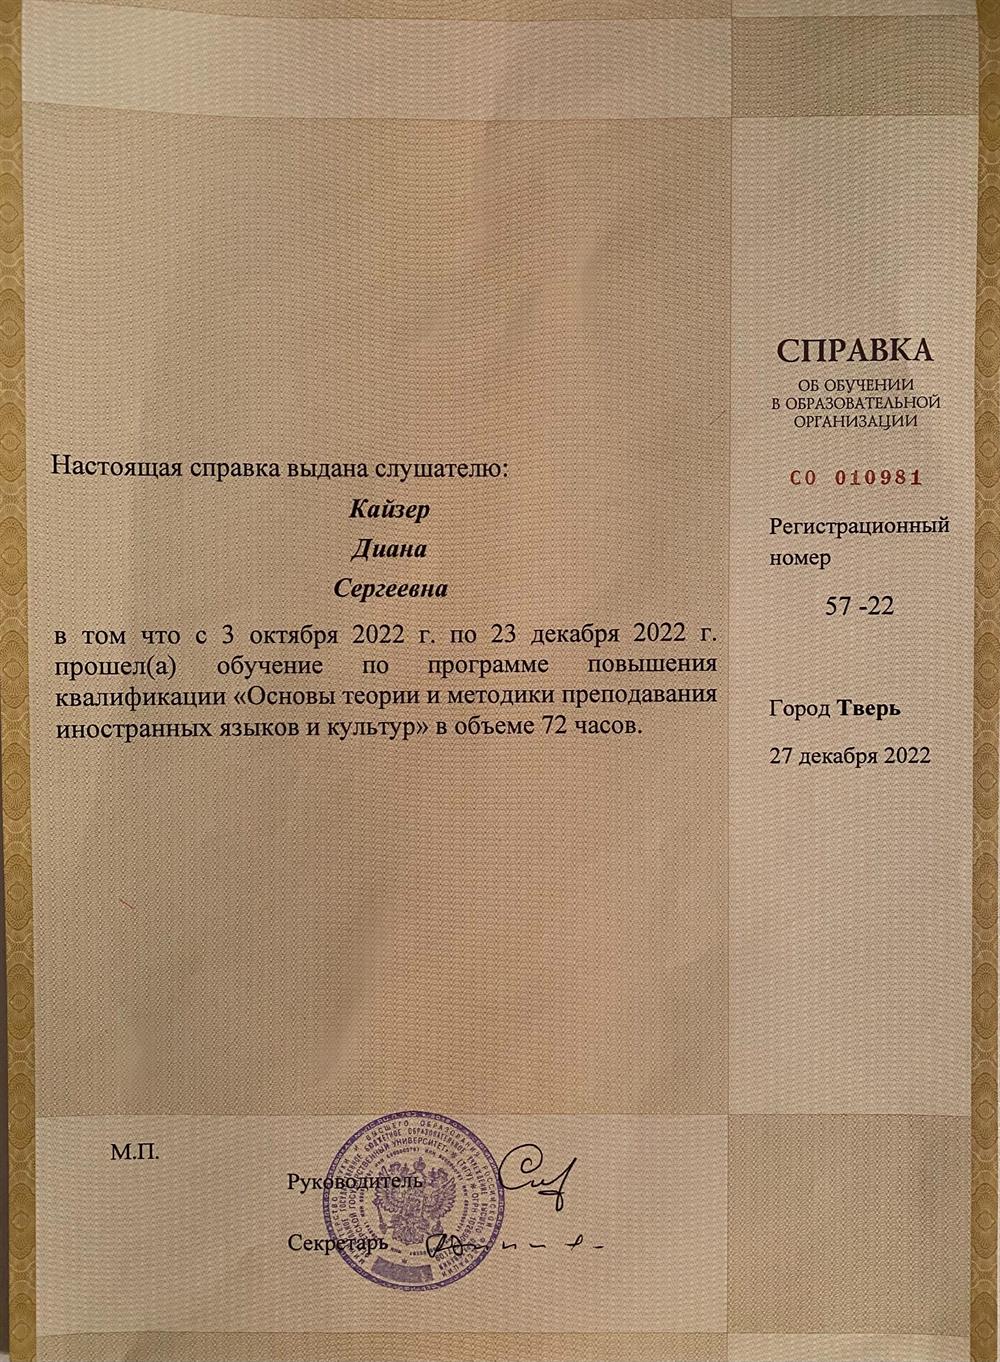 СПРАВКА
ОБ ОБУЧЕНИИ
В ОБРАЗОВАТЕЛЬНОЙ
ОРГАНИЗАЦИИ
СО 010981
Регистрационный
номер
57 -22
Город Тверь
27 декабря 2022
Настоящая справка выдана слушателю:
Кайзер
Диана
Сергеевна
в том что с 3 октября 2022 г. по 23 декабря 2022 г.
прошел(а) обучение по программе повышения
квалификации «Основы теории и методики преподавания
иностранных языков и культур» в объеме 72 часов.
М.П.
Руководитель
Секретарь